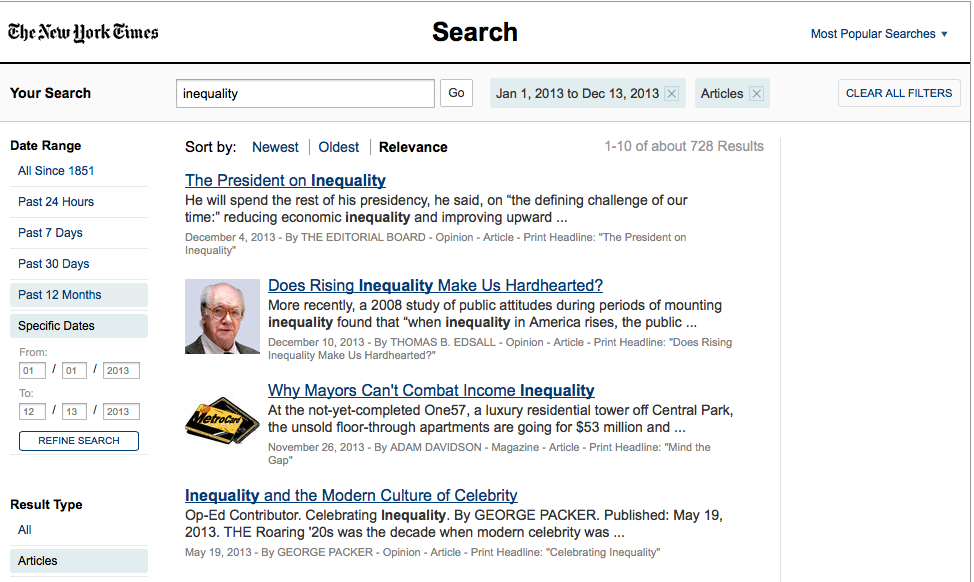 The New York Times
Search
Most Popular Searches ▼
Your Search
inequality
Go
Jan 1, 2013 to Dec 13, 2013
Articles
CLEAR ALL FILTERS
Date Range
All Since 1851
Past 24 Hours
Past 7 Days
Past 30 Days
Past 12 Months
Specific Dates
From:
01 / 01 / 2013
To:
12 / 13 / 2013
REFINE SEARCH
Result Type
All
Articles
Sort by: Newest | Oldest | Relevance
1-10 of about 728 Results
The President on Inequality
He will spend the rest of his presidency, he said, on “the defining challenge of our
time:” reducing economic inequality and improving upward ...
December 4, 2013 - By THE EDITORIAL BOARD - Opinion - Article - Print Headline: "The President on
Inequality"
Does Rising Inequality Make Us Hardhearted?
More recently, a 2008 study of public attitudes during periods of mounting
inequality found that “when inequality in America rises, the public ...
December 10, 2013 - By THOMAS B. EDSALL - Opinion - Article - Print Headline: "Does Rising
Inequality Make Us Hardhearted?"
MetroCard
Why Mayors Can't Combat Income Inequality
At the not-yet-completed One57, a luxury residential tower off Central Park,
the unsold floor-through apartments are going for $53 million and ...
November 26, 2013 - By ADAM DAVIDSON - Magazine - Article - Print Headline: "Mind the
Gap"
Inequality and the Modern Culture of Celebrity
Op-Ed Contributor. Celebrating Inequality. By GEORGE PACKER. Published: May 19,
2013. THE Roaring '20s was the decade when modern celebrity was ...
May 19, 2013 - By GEORGE PACKER - Opinion - Article - Print Headline: "Celebrating Inequality"